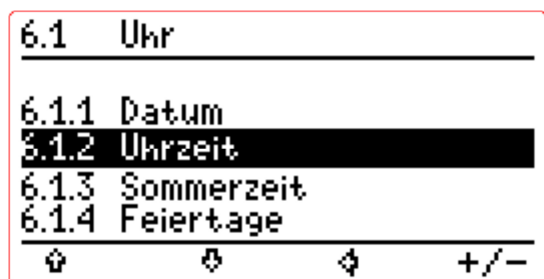 6.1 Uhr
6.1.1 Datum
6.1.2 Uhrzeit
6.1.3 Sommerzeit
6.1.4 Feiertage
+/-